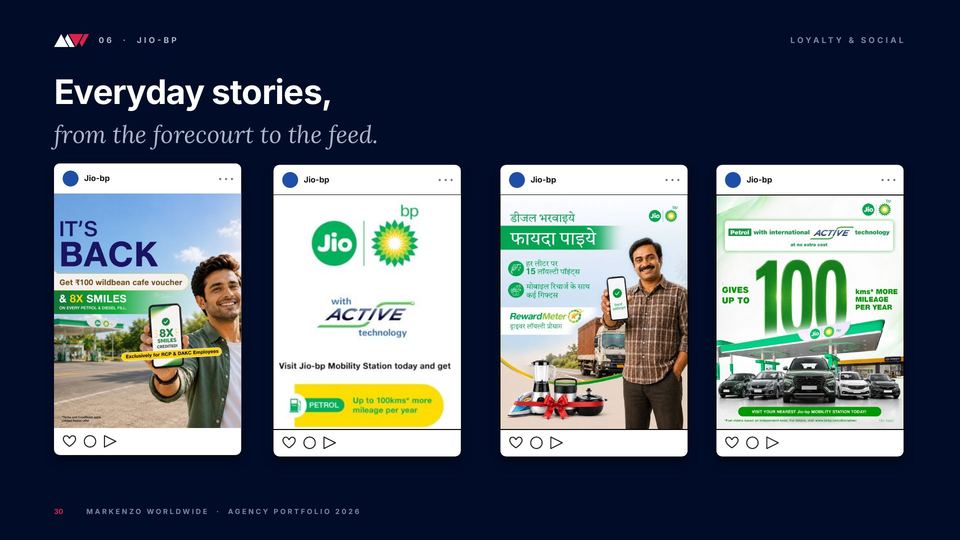 06 · JIO-BP
LOYALTY & SOCIAL
Everyday stories,
from the forecourt to the feed.
Jio-bp
IT'S
BACK
Get ₹100 wildbean cafe voucher
& 8X SMILES
ON EVERY PETROL & DIESEL FILL.
8X
SMILES
CREDITED!
Exclusively for RCP & DAKC Employees
Jio-bp
bp
Jio
with
ACTIVE
technology
Visit Jio-bp Mobility Station today and get
PETROL
Up to 100kms* more
mileage per year
Jio-bp
Jio
bp
डीजल भरवाइये
फायदा पाइये
हर लीटर पर
15 लॉयल्टी पॉइंट्स
मोबाइल रिचार्ज के साथ
कई गिफ्ट्स
RewardMeter
ड्राइवर लॉयल्टी प्रोग्राम
Jio-bp
Jio
bp
Petrol with international ACTIVE technology
at no extra cost
GIVES
UP TO
100
kms* MORE
MILEAGE
PER YEAR
VISIT YOUR NEAREST Jio-bp MOBILITY STATION TODAY!
30
MARKENZO WORLDWIDE · AGENCY PORTFOLIO 2026